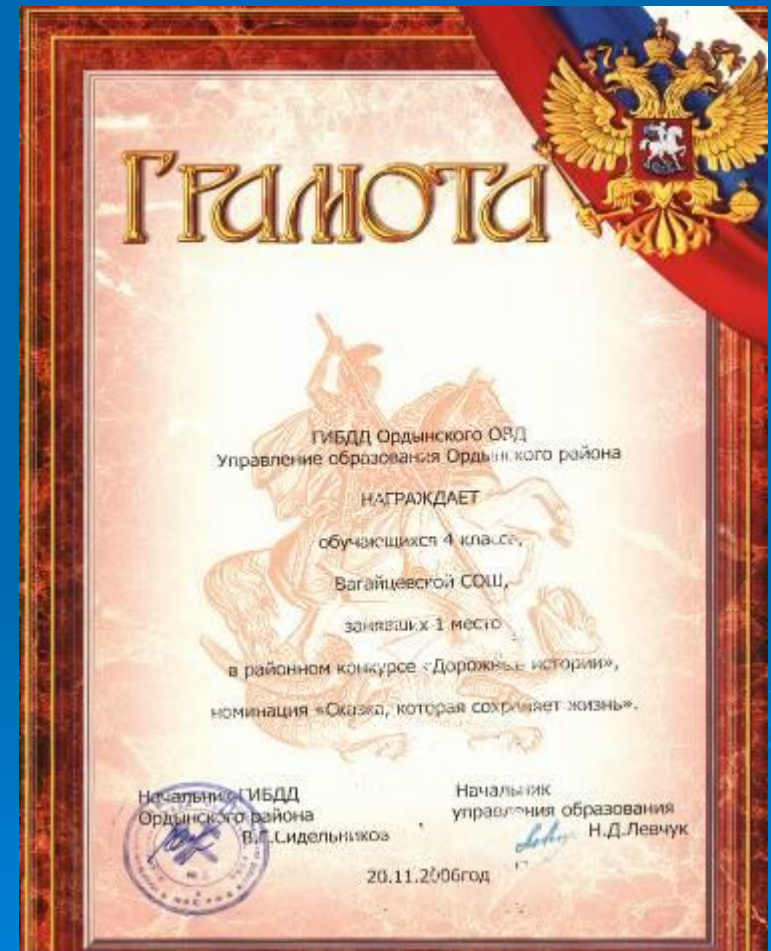 Грамота
ГИБДД Ордынского ОВД
Управление образования Ордынского района
НАГРАЖДАЕТ
обучающихся 4 класса,
Вагайцевской СОШ,
занявших 1 место
в районном конкурсе «Дорожные истории»,
номинация «Сказка, которая сохраняет жизнь».
Начальник ГИБДД
Ордынского района
В.Г.Сидельников
Начальник
управления образования
Н.Д.Левчук
20.11.2006год